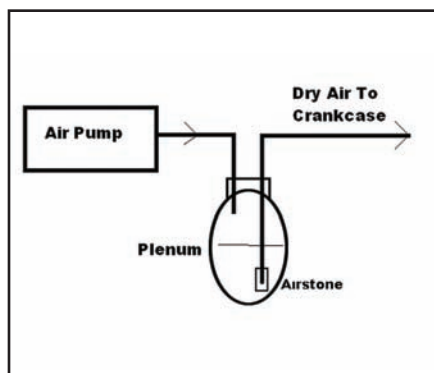 Air Pump
Dry Air To
Crankcase
Plenum
Airstone